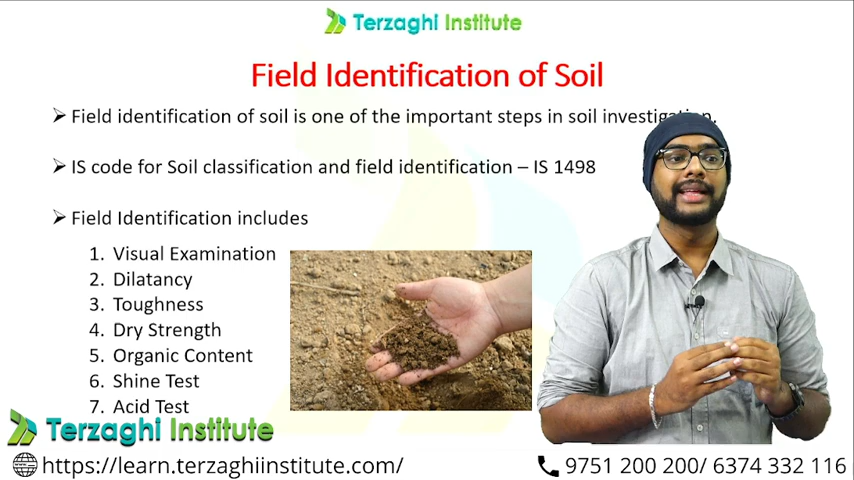 Terzaghi Institute
Field Identification of Soil
➢ Field identification of soil is one of the important steps in soil investigation.
➢ IS code for Soil classification and field identification – IS 1498
➢ Field Identification includes
1. Visual Examination
2. Dilatancy
3. Toughness
4. Dry Strength
5. Organic Content
6. Shine Test
7. Acid Test
Terzaghi Institute
https://learn.terzaghiinstitute.com/
9751 200 200/ 6374 332 116